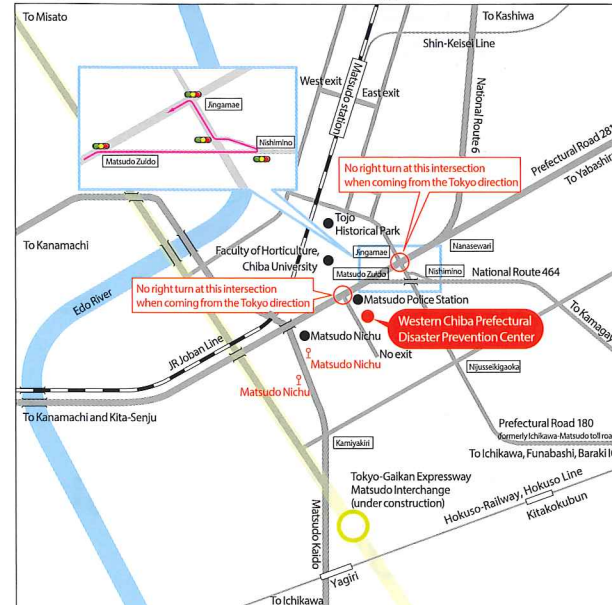 To Misato
To Kashiwa
Shin-Keisei Line
West exit
East exit
Matsudo station
National Route 6
Jingamae
Nishimino
Matsudo Zuido
No right turn at this intersection
when coming from the Tokyo direction
Prefectural Road 281
To Yabashira
Tojo
Historical Park
Nanasewari
To Kanamachi
Faculty of Horticulture,
Chiba University
Jingamae
Matsudo Zuido
Nishimino
National Route 464
No right turn at this intersection
when coming from the Tokyo direction
Matsudo Police Station
To Kamagaya
Edo River
Western Chiba Prefectural
Disaster Prevention Center
JR Joban Line
Matsudo Nichu
Matsudo Nichu
No exit
Nijusseikigaoka
Matsudo Nichu
To Kanamachi and Kita-Senju
Prefectural Road 180
(formerly Ichikawa-Matsudo toll road
Kamiyakiri
To Ichikawa, Funabashi, Baraki I
Tokyo-Gaikan Expressway
Matsudo Interchange
(under construction)
Hokuso-Railway, Hokuso Line
Kitakokubun
Matsudo Kaido
Yagiri
To Ichikawa